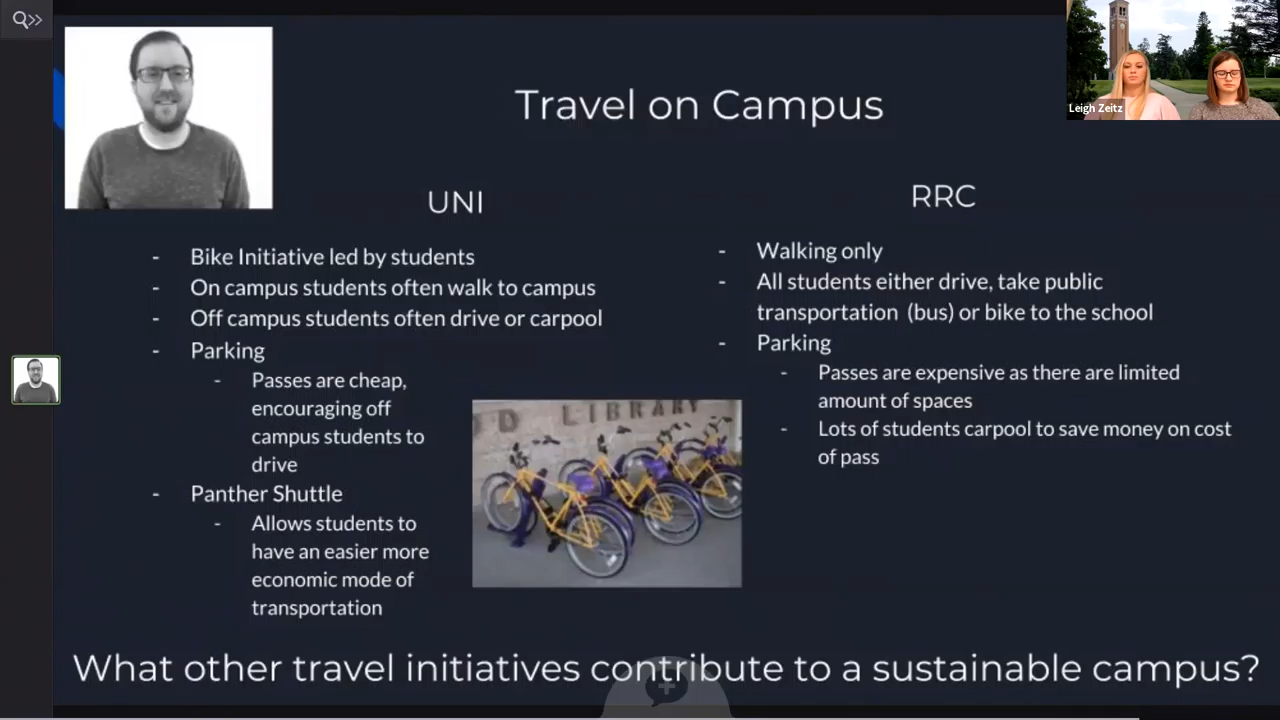 Travel on Campus
Leigh Zeitz
UNI
- Bike Initiative led by students
- On campus students often walk to campus
- Off campus students often drive or carpool
- Parking
- Passes are cheap,
encouraging off
campus students to
drive
- Panther Shuttle
- Allows students to
have an easier more
economic mode of
transportation
LIBRARY
RRC
- Walking only
- All students either drive, take public
transportation (bus) or bike to the school
- Parking
- Passes are expensive as there are limited
amount of spaces
- Lots of students carpool to save money on cost
of pass
What other travel initiatives contribute to a sustainable campus?